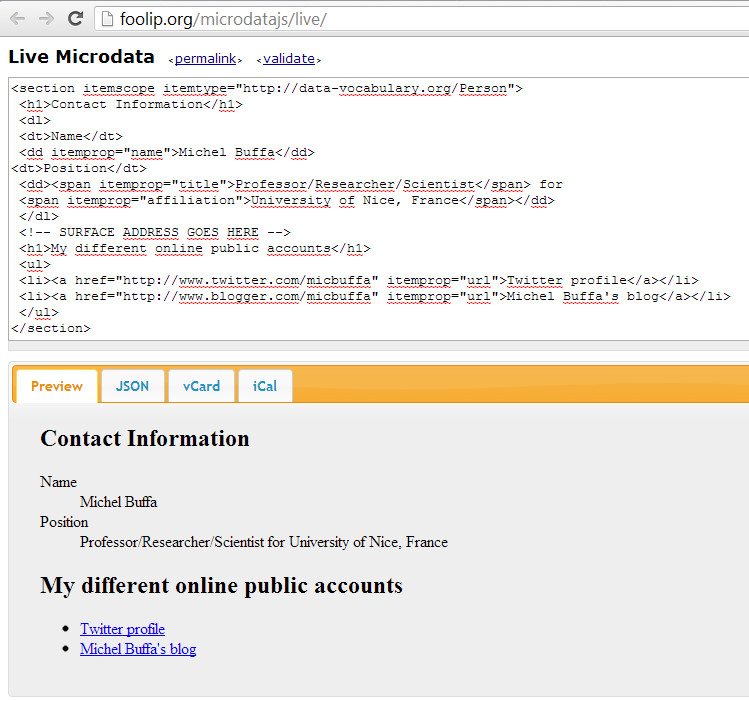 foolip.org/microdatajs/live/
Live Microdata ‹permalink› ‹validate›
<section itemscope itemtype="http://data-vocabulary.org/Person">
<h1>Contact Information</h1>
<dl>
<dt>Name</dt>
<dd itemprop="name">Michel Buffa</dd>
<dt>Position</dt>
<dd><span itemprop="title">Professor/Researcher/Scientist</span> for
<span itemprop="affiliation">University of Nice, France</span></dd>
</dl>
<!-- SURFACE ADDRESS GOES HERE -->
<h1>My different online public accounts</h1>
<ul>
<li><a href="http://www.twitter.com/micbuffa" itemprop="url">Twitter profile</a></li>
<li><a href="http://www.blogger.com/micbuffa" itemprop="url">Michel Buffa's blog</a></li>
</ul>
</section>
Preview JSON vCard iCal
Contact Information
Name
Michel Buffa
Position
Professor/Researcher/Scientist for University of Nice, France
My different online public accounts
• Twitter profile
• Michel Buffa's blog